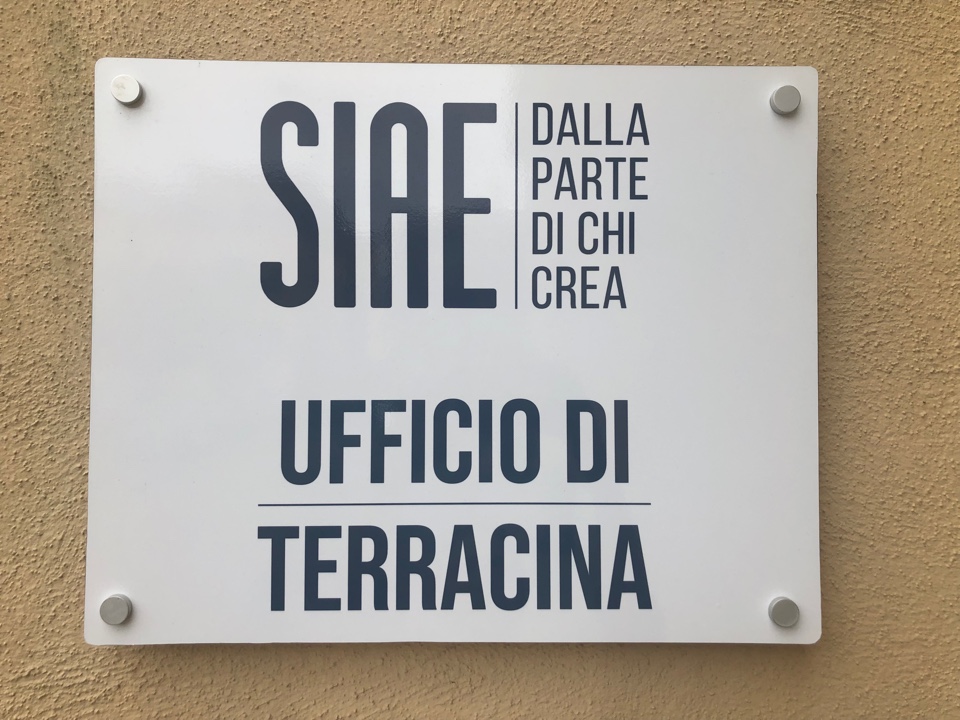 SIAE
DALLA
PARTE
DI CHI
CREA
UFFICIO DI
TERRACINA